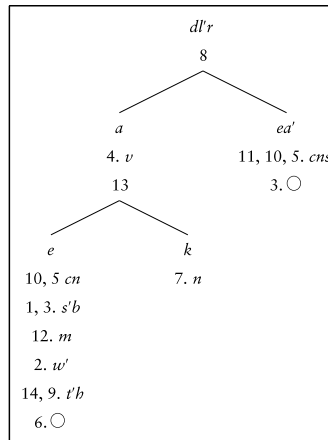 dl'r
8
a ea'
4. v 11, 10, 5. cns
13 3. ○
e k
10, 5 cn 7. n
1, 3. s'b
12. m
2. w'
14, 9. t'h
6. ○